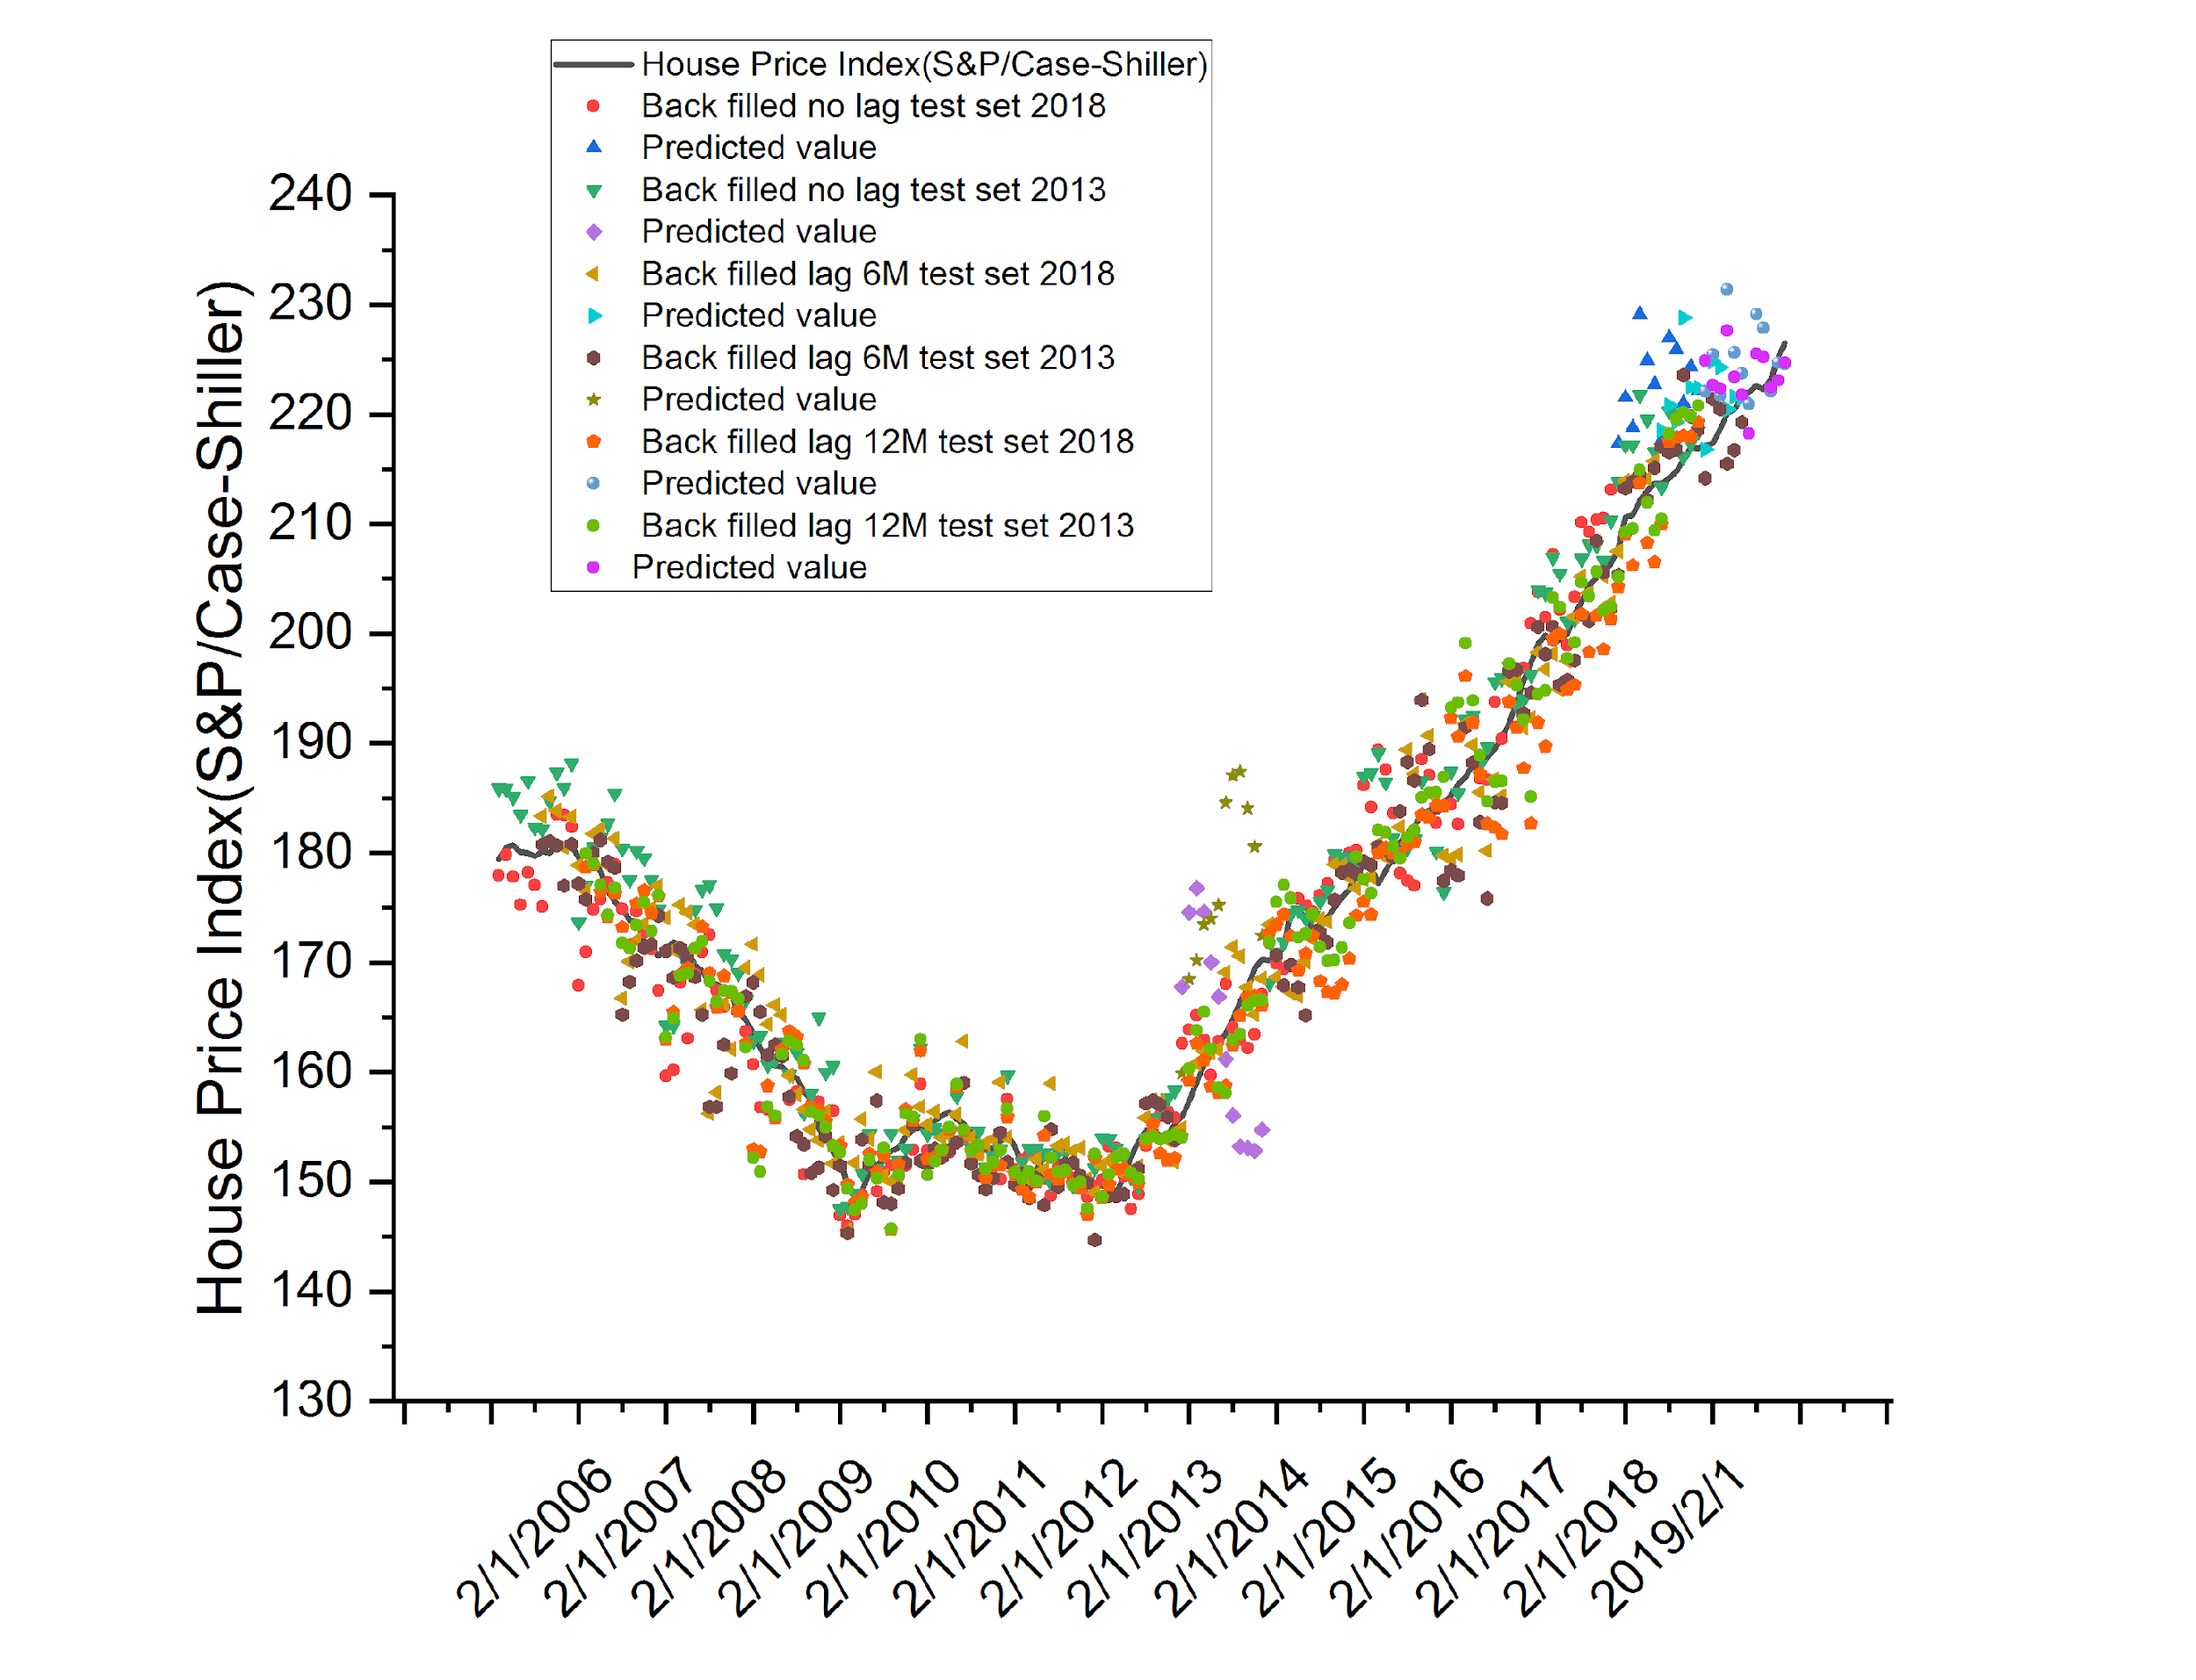 House Price Index(S&P/Case-Shiller)
Back filled no lag test set 2018
Predicted value
Back filled no lag test set 2013
Predicted value
Back filled lag 6M test set 2018
Predicted value
Back filled lag 6M test set 2013
Predicted value
Back filled lag 12M test set 2018
Predicted value
Back filled lag 12M test set 2013
Predicted value
House Price Index(S&P/Case-Shiller)
240
230
220
210
200
190
180
170
160
150
140
130
2/1/2006
2/1/2007
2/1/2008
2/1/2009
2/1/2010
2/1/2011
2/1/2012
2/1/2013
2/1/2014
2/1/2015
2/1/2016
2/1/2017
2/1/2018
2019/2/1